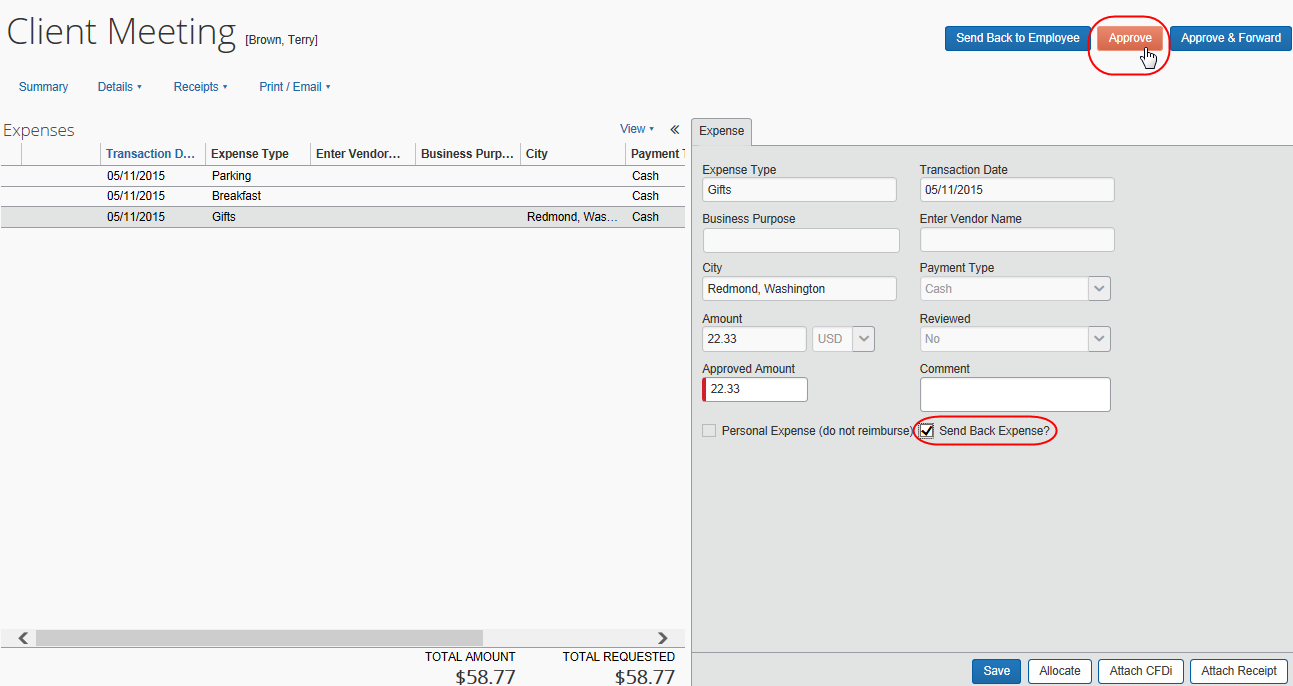 Client Meeting [Brown, Terry]
Send Back to Employee Approve Approve & Forward
Summary Details Receipts Print / Email
Expenses View
Transaction D... Expense Type Enter Vendor... Business Purp... City Payment T
05/11/2015 Parking Cash
05/11/2015 Breakfast Cash
05/11/2015 Gifts Redmond, Was... Cash
TOTAL AMOUNT TOTAL REQUESTED
$58.77 $58.77
Expense
Expense Type Transaction Date
Gifts 05/11/2015
Business Purpose Enter Vendor Name
City Payment Type
Redmond, Washington Cash
Amount Reviewed
22.33 USD No
Approved Amount Comment
22.33
Personal Expense (do not reimburse) Send Back Expense?
Save Allocate Attach CFDi Attach Receipt